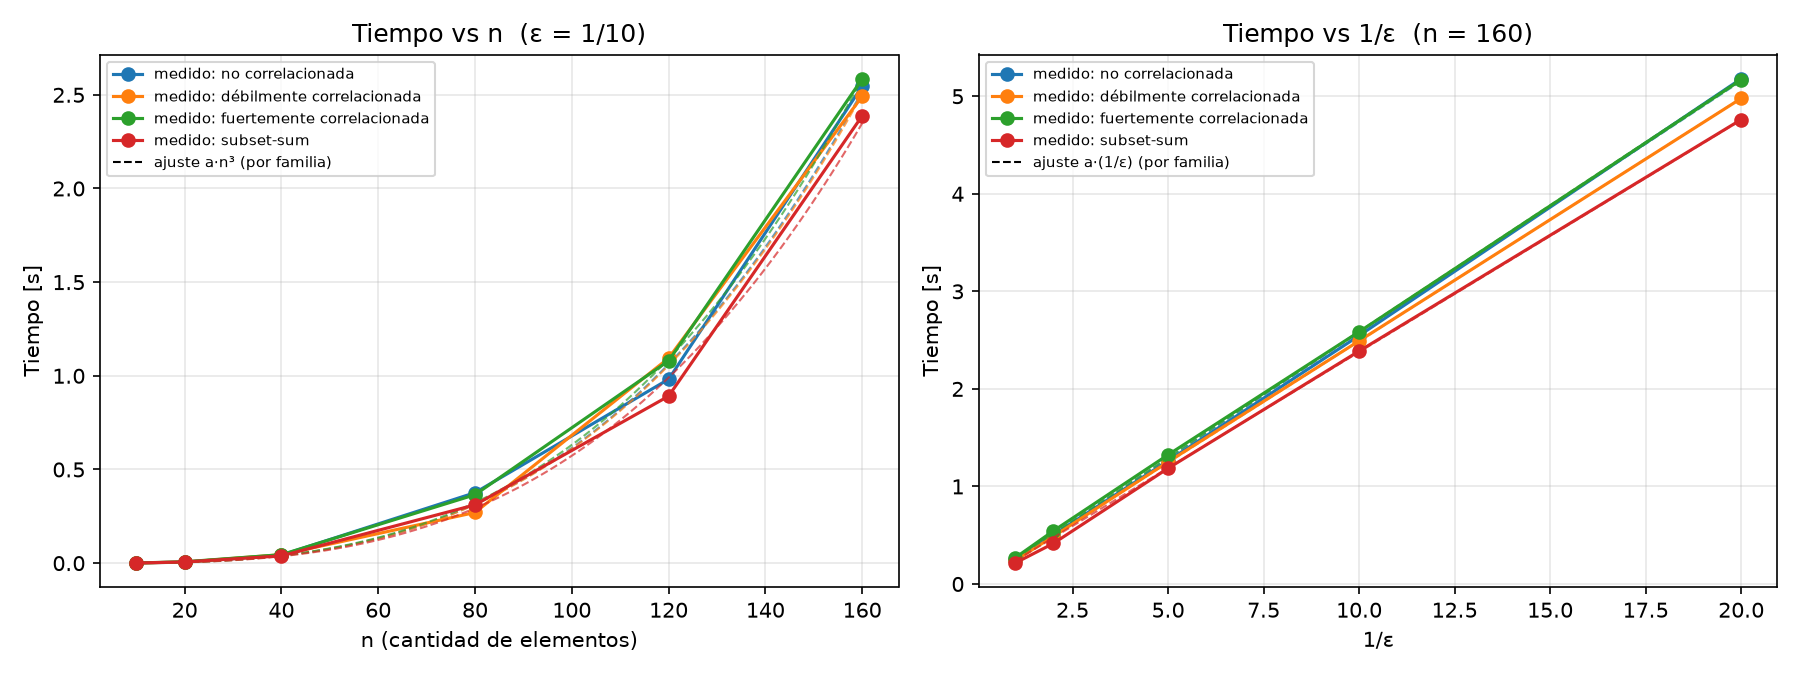 Tiempo vs n  (ε = 1/10)
medido: no correlacionada
medido: débilmente correlacionada
medido: fuertemente correlacionada
medido: subset-sum
ajuste a·n³ (por familia)
Tiempo [s]
2.5
2.0
1.5
1.0
0.5
0.0
20 40 60 80 100 120 140 160
n (cantidad de elementos)
Tiempo vs 1/ε  (n = 160)
medido: no correlacionada
medido: débilmente correlacionada
medido: fuertemente correlacionada
medido: subset-sum
ajuste a·(1/ε) (por familia)
Tiempo [s]
5
4
3
2
1
0
2.5 5.0 7.5 10.0 12.5 15.0 17.5 20.0
1/ε